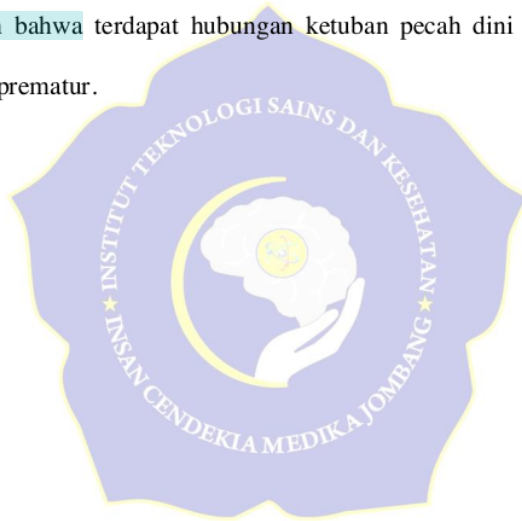 bahwa terdapat hubungan ketuban pecah dini
prematur.
INSTITUT TEKNOLOGI SAINS DAN KESEHATAN
★ INSAN CENDEKIA MEDIKA JOMBANG ★